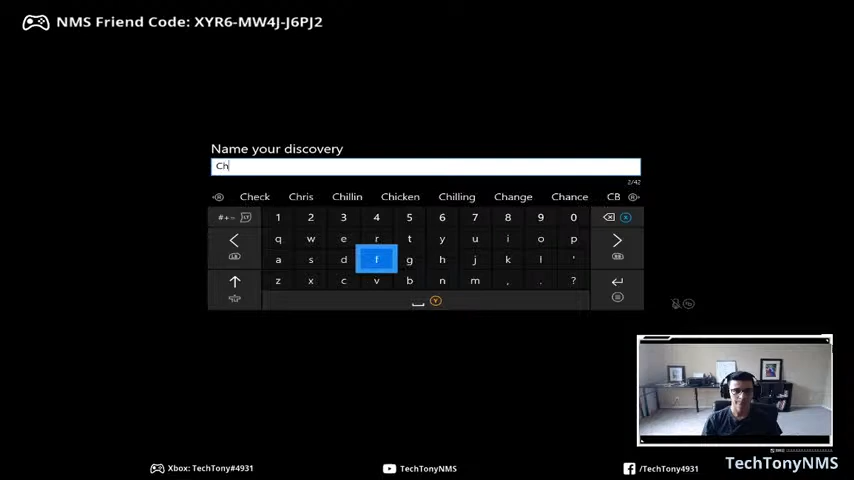 NMS Friend Code: XYR6-MW4J-J6PJ2
Name your discovery
Ch
2/42
Check Chris Chillin Chicken Chilling Change Chance CB
#+= 1 2 3 4 5 6 7 8 9 0
q w e r t y u i o p
a s d f g h j k l '
z x c v b n m , . ?
Y
Xbox: TechTony#4931
TechTonyNMS
/TechTony4931
TechTonyNMS